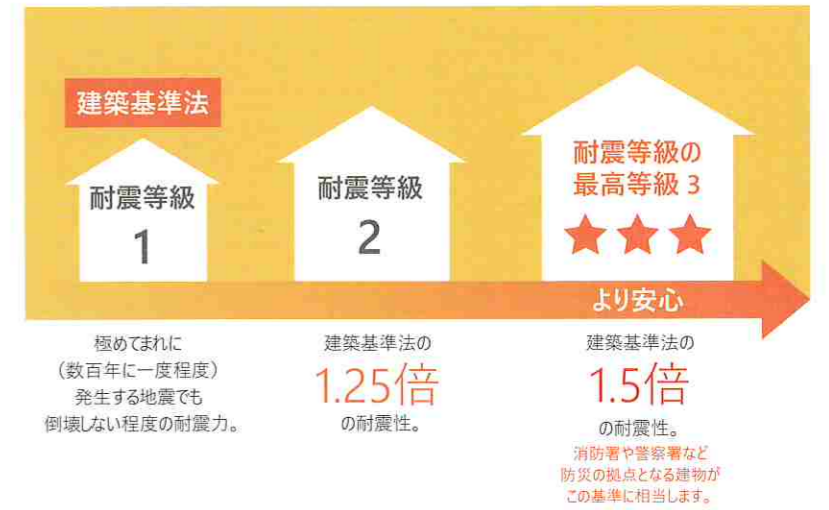 建築基準法
耐震等級
1
耐震等級
2
耐震等級の
最高等級 3
より安心
極めてまれに
(数百年に一度程度)
発生する地震でも
倒壊しない程度の耐震力。
建築基準法の
1.25倍
の耐震性。
建築基準法の
1.5倍
の耐震性。
消防署や警察署など
防災の拠点となる建物が
この基準に相当します。